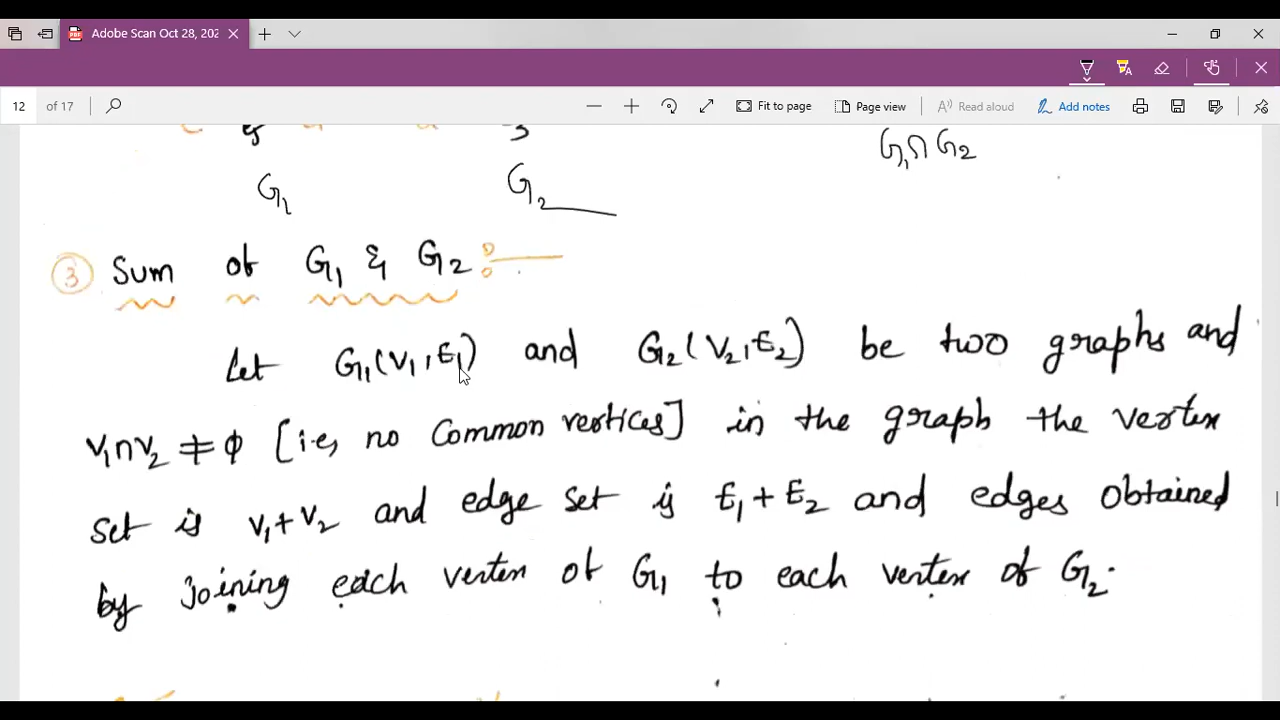 Adobe Scan Oct 28, 202
12 of 17
Fit to page
Page view
Read aloud
Add notes
G1∩G2
G1 G2
③ Sum of G1 & G2 :—
Let G1(V1,E1) and G2(V2,E2) be two graphs and
V1∩V2 ≠ ϕ [i.e, no Common vertices] in the graph the vertex
set is V1+V2 and edge set is E1+E2 and edges obtained
by joining each vertex of G1 to each vertex of G2.